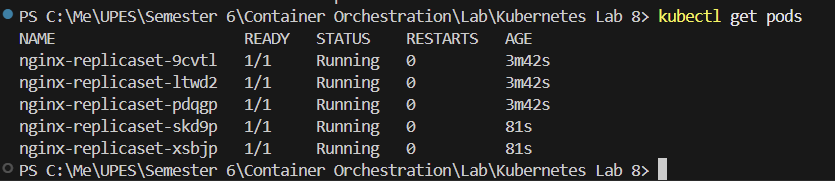 PS C:\Me\UPES\Semester 6\Container Orchestration\Lab\Kubernetes Lab 8> kubectl get pods
NAME READY STATUS RESTARTS AGE
nginx-replicaset-9cvtl 1/1 Running 0 3m42s
nginx-replicaset-ltwd2 1/1 Running 0 3m42s
nginx-replicaset-pdqgp 1/1 Running 0 3m42s
nginx-replicaset-skd9p 1/1 Running 0 81s
nginx-replicaset-xsbjp 1/1 Running 0 81s
PS C:\Me\UPES\Semester 6\Container Orchestration\Lab\Kubernetes Lab 8>